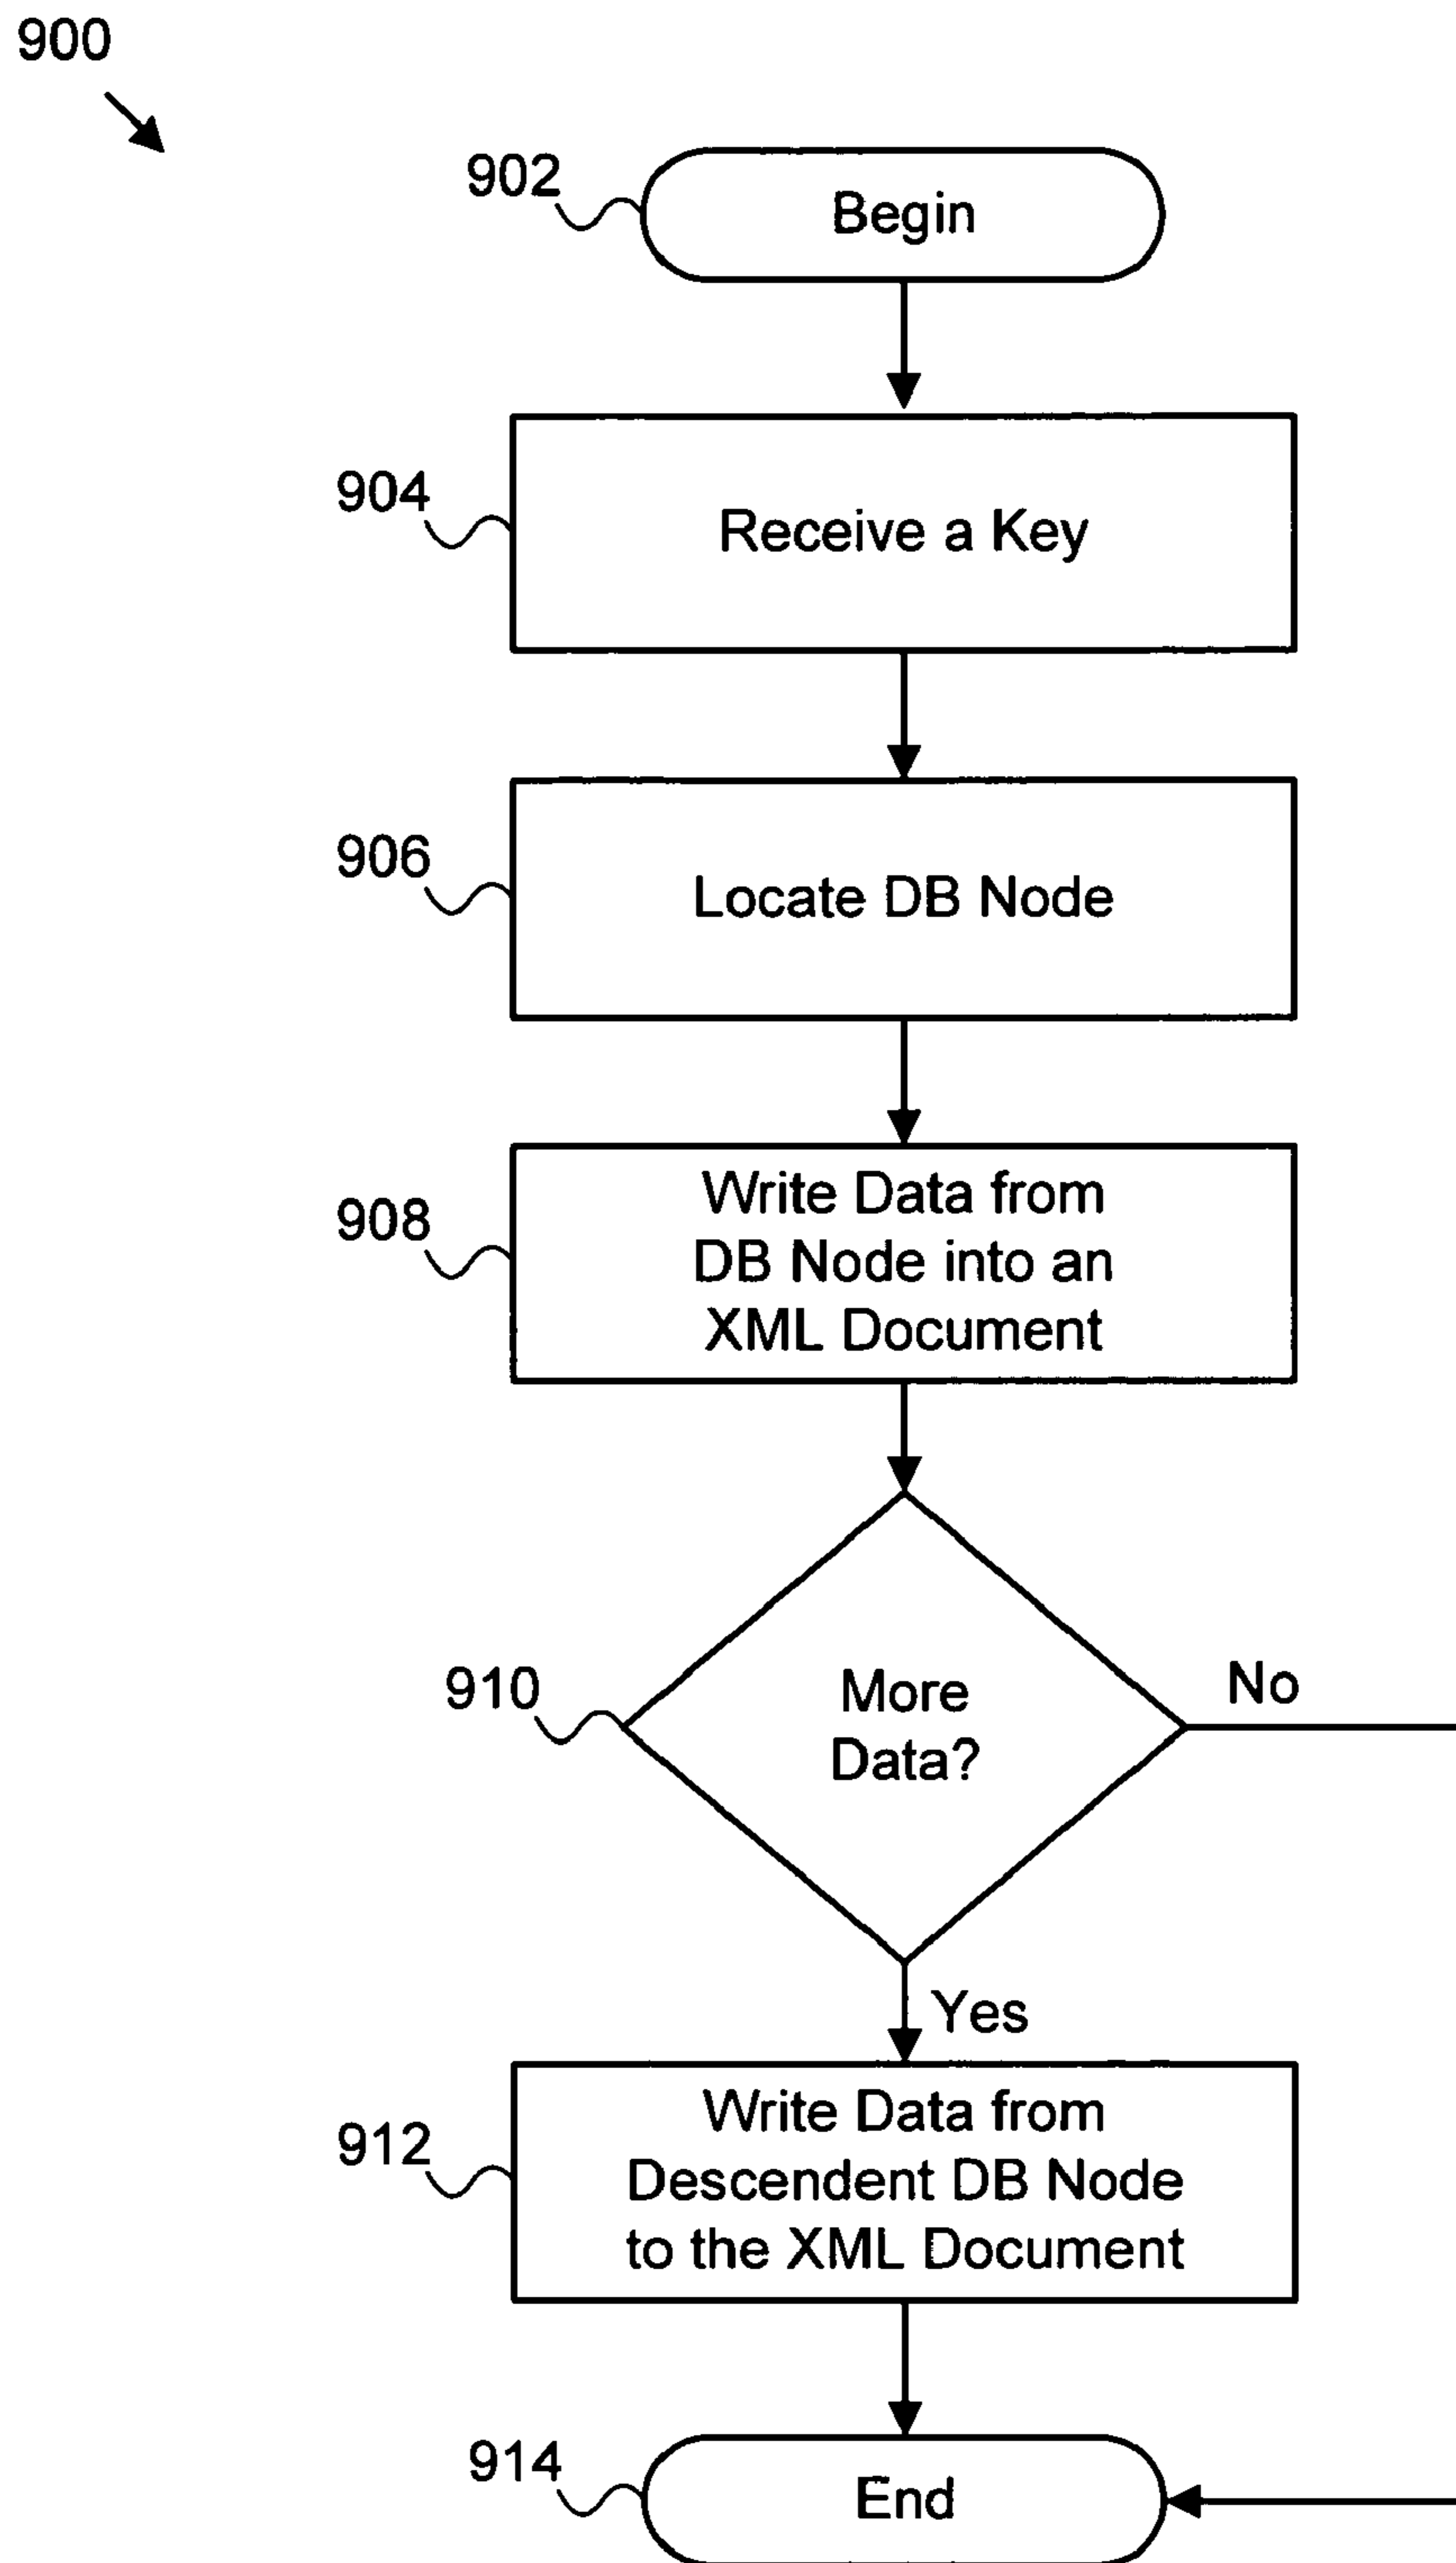 900
902
Begin
904
Receive a Key
906
Locate DB Node
908
Write Data from
DB Node into an
XML Document
910
More
Data?
No
Yes
912
Write Data from
Descendent DB Node
to the XML Document
914
End